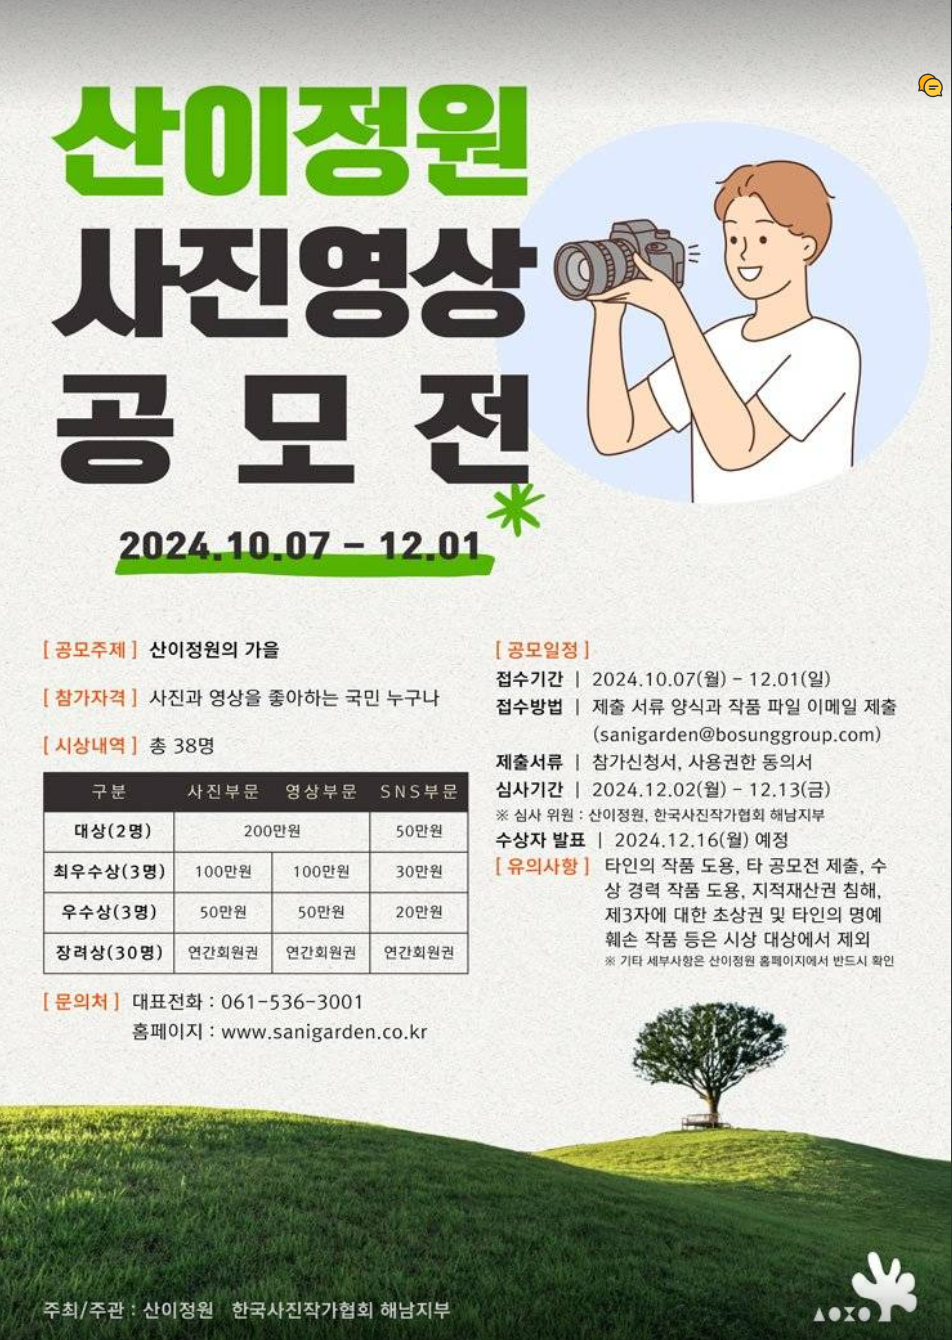 산이정원
사진영상
공 모 전
2024.10.07 - 12.01
[ 공모주제 ] 산이정원의 가을
[ 참가자격 ] 사진과 영상을 좋아하는 국민 누구나
[ 시상내역 ] 총 38명
구분 사진부문 영상부문 SNS부문
대상(2명) 200만원 50만원
최우수상(3명) 100만원 100만원 30만원
우수상(3명) 50만원 50만원 20만원
장려상(30명) 연간회원권 연간회원권 연간회원권
[ 문의처 ] 대표전화 : 061-536-3001
홈페이지 : www.sanigarden.co.kr
[ 공모일정 ]
접수기간 | 2024.10.07(월) - 12.01(일)
접수방법 | 제출 서류 양식과 작품 파일 이메일 제출
(sanigarden@bosunggroup.com)
제출서류 | 참가신청서, 사용권한 동의서
심사기간 | 2024.12.02(월) - 12.13(금)
※ 심사 위원 : 산이정원, 한국사진작가협회 해남지부
수상자 발표 | 2024.12.16(월) 예정
[ 유의사항 ] 타인의 작품 도용, 타 공모전 제출, 수
상 경력 작품 도용, 지적재산권 침해,
제3자에 대한 초상권 및 타인의 명예
훼손 작품 등은 시상 대상에서 제외
※ 기타 세부사항은 산이정원 홈페이지에서 반드시 확인
주최/주관 : 산이정원 한국사진작가협회 해남지부